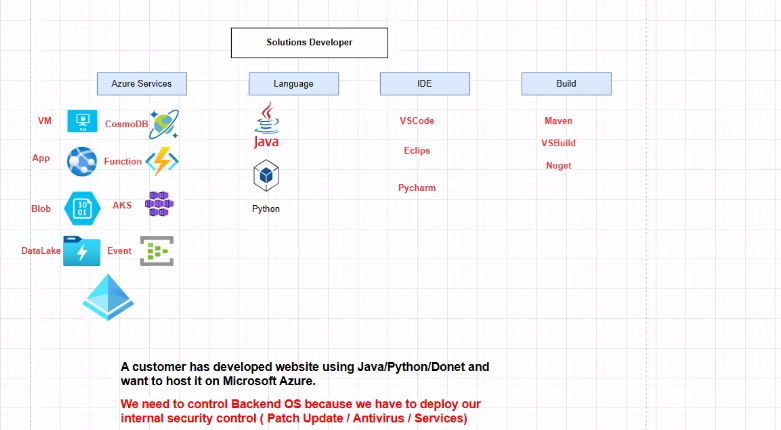 Solutions Developer
Azure Services
Language
IDE
Build
VM
VM
CosmoDB
App
Function
Blob
10
01
AKS
DataLake
Event
Java
Python
VSCode
Eclips
Pycharm
Maven
VSBuild
Nuget
A customer has developed website using Java/Python/Donet and
want to host it on Microsoft Azure.
We need to control Backend OS because we have to deploy our
internal security control ( Patch Update / Antivirus / Services)